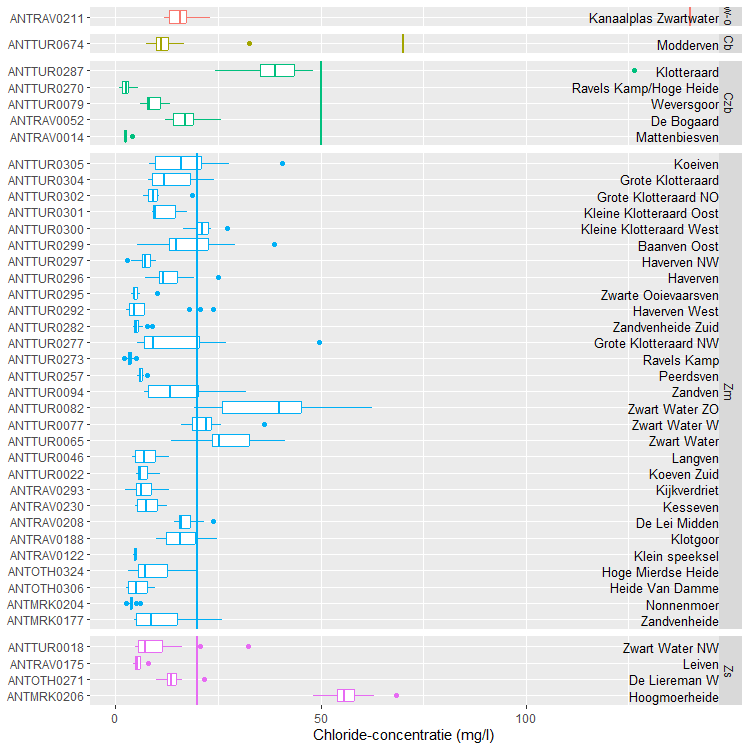 ANTRAV0211 Kanaalplas Zwartwater
ANTTUR0674 Modderven Cb
ANTTUR0287 Klotteraard
ANTTUR0270 Ravels Kamp/Hoge Heide
ANTTUR0079 Weversgoor Czb
ANTRAV0052 De Bogaard
ANTRAV0014 Mattenbiesven
ANTTUR0305 Koeiven
ANTTUR0304 Grote Klotteraard
ANTTUR0302 Grote Klotteraard NO
ANTTUR0301 Kleine Klotteraard Oost
ANTTUR0300 Kleine Klotteraard West
ANTTUR0299 Baanven Oost
ANTTUR0297 Haverven NW
ANTTUR0296 Haverven
ANTTUR0295 Zwarte Ooievaarsven
ANTTUR0292 Haverven West
ANTTUR0282 Zandvenheide Zuid
ANTTUR0277 Grote Klotteraard NW
ANTTUR0273 Ravels Kamp
ANTTUR0257 Peerdsven
ANTTUR0094 Zandven Zm
ANTTUR0082 Zwart Water ZO
ANTTUR0077 Zwart Water W
ANTTUR0065 Zwart Water
ANTTUR0046 Langven
ANTTUR0022 Koeven Zuid
ANTRAV0293 Kijkverdriet
ANTRAV0230 Kesseven
ANTRAV0208 De Lei Midden
ANTRAV0188 Klotgoor
ANTRAV0122 Klein speeksel
ANTOTH0324 Hoge Mierdse Heide
ANTOTH0306 Heide Van Damme
ANTMRK0204 Nonnenmoer
ANTMRK0177 Zandvenheide
ANTTUR0018 Zwart Water NW
ANTRAV0175 Leiven Zs
ANTOTH0271 De Liereman W
ANTMRK0206 Hoogmoerheide
0 50 100
Chloride-concentratie (mg/l)